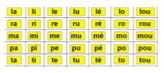 la li le lu lé lo lou
ra ri re ru ré ro rou
ma mi me mu mé mo mou
pa pi pe pu pé po pou
ta ti te tu té to tou